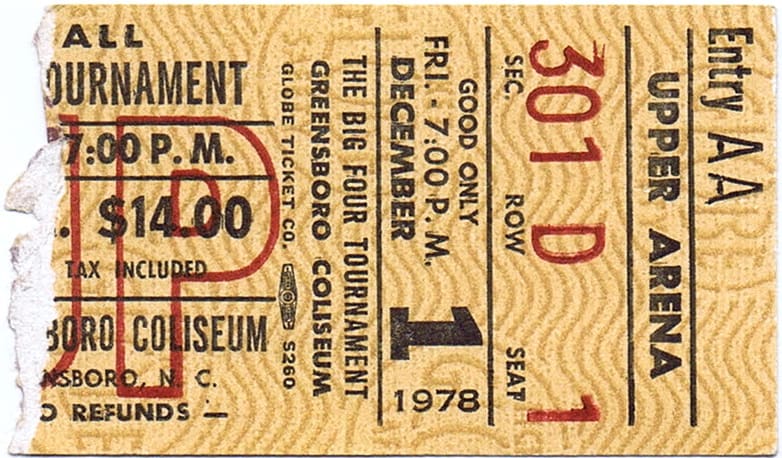 ALL
OURNAMENT
7:00 P.M.
. $14.00
TAX INCLUDED
BORO COLISEUM
NSBORO, N. C.
O REFUNDS —
UP
GLOBE TICKET CO. S260
GREENSBORO COLISEUM
THE BIG FOUR TOURNAMENT
DECEMBER 1
FRI. - 7:00 P.M.
GOOD ONLY
1978
SEC. ROW SEAT
301 D 1
UPPER ARENA
Entry AA